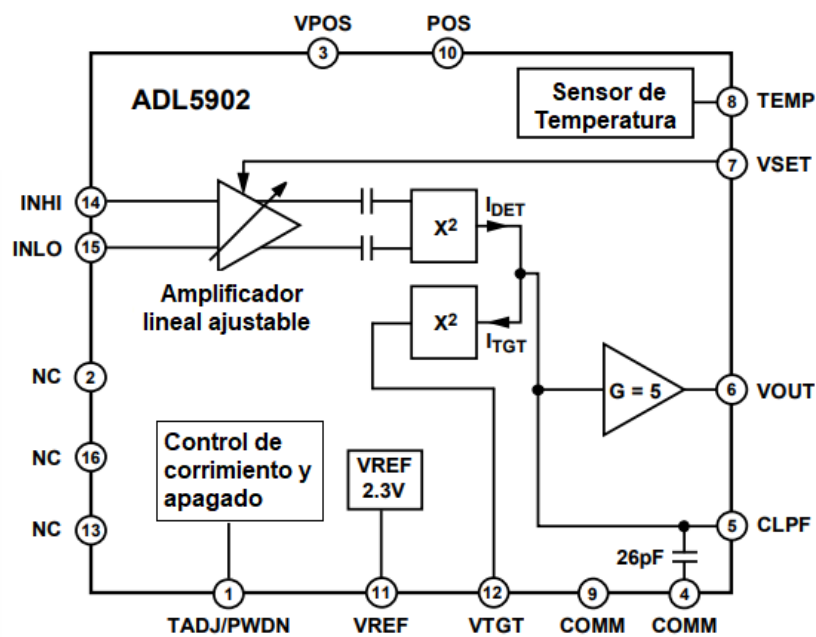 VPOS
3
POS
10
ADL5902
Sensor de
Temperatura
8
TEMP
7
VSET
INHI
14
INLO
15
X2
IDET
Amplificador
lineal ajustable
X2
ITGT
NC
2
G = 5
6
VOUT
Control de
corrimiento y
apagado
NC
16
VREF
2.3V
NC
13
5
CLPF
26pF
1
11
12
9
4
TADJ/PWDN
VREF
VTGT
COMM
COMM